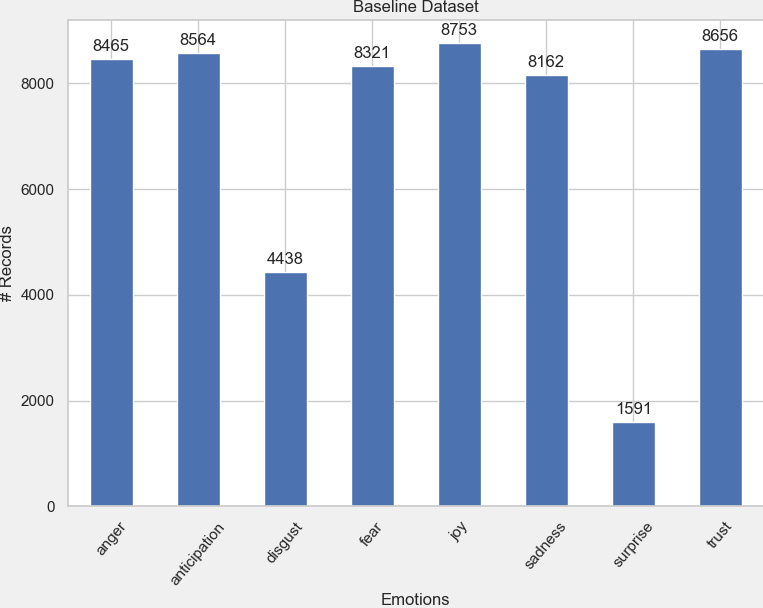 Baseline Dataset
8465
8564
4438
8321
8753
8162
1591
8656
8000
6000
4000
2000
0
# Records
anger
anticipation
disgust
fear
joy
sadness
surprise
trust
Emotions